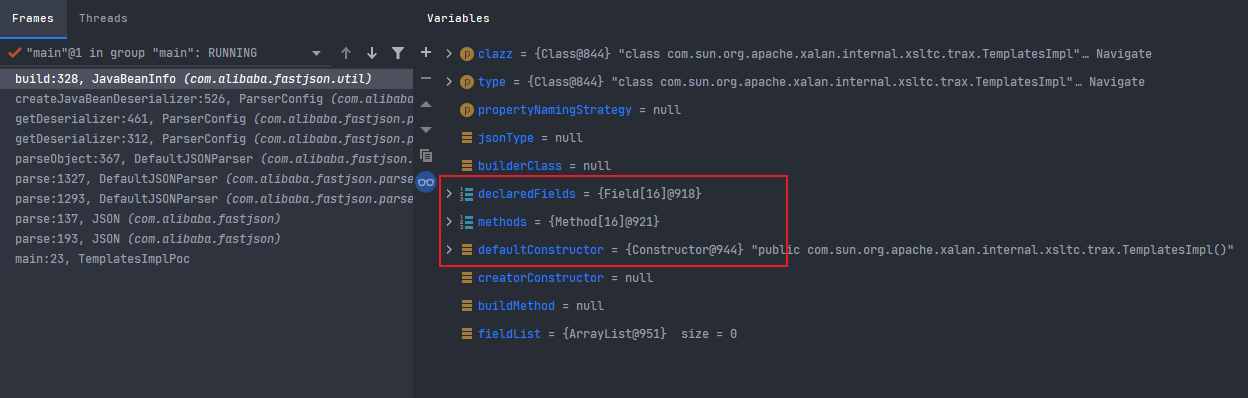 Frames
Threads
Variables
"main"@1 in group "main": RUNNING
build:328, JavaBeanInfo (com.alibaba.fastjson.util)
createJavaBeanDeserializer:526, ParserConfig (com.alibaba
getDeserializer:461, ParserConfig (com.alibaba.fastjson.p
getDeserializer:312, ParserConfig (com.alibaba.fastjson.p
parseObject:367, DefaultJSONParser (com.alibaba.fastjson.
parse:1327, DefaultJSONParser (com.alibaba.fastjson.parse
parse:1293, DefaultJSONParser (com.alibaba.fastjson.parse
parse:137, JSON (com.alibaba.fastjson)
parse:193, JSON (com.alibaba.fastjson)
main:23, TemplatesImplPoc
clazz = {Class@844} "class com.sun.org.apache.xalan.internal.xsltc.trax.TemplatesImpl"… Navigate
type = {Class@844} "class com.sun.org.apache.xalan.internal.xsltc.trax.TemplatesImpl"… Navigate
propertyNamingStrategy = null
jsonType = null
builderClass = null
declaredFields = {Field[16]@918}
methods = {Method[16]@921}
defaultConstructor = {Constructor@944} "public com.sun.org.apache.xalan.internal.xsltc.trax.TemplatesImpl()"
creatorConstructor = null
buildMethod = null
fieldList = {ArrayList@951} size = 0